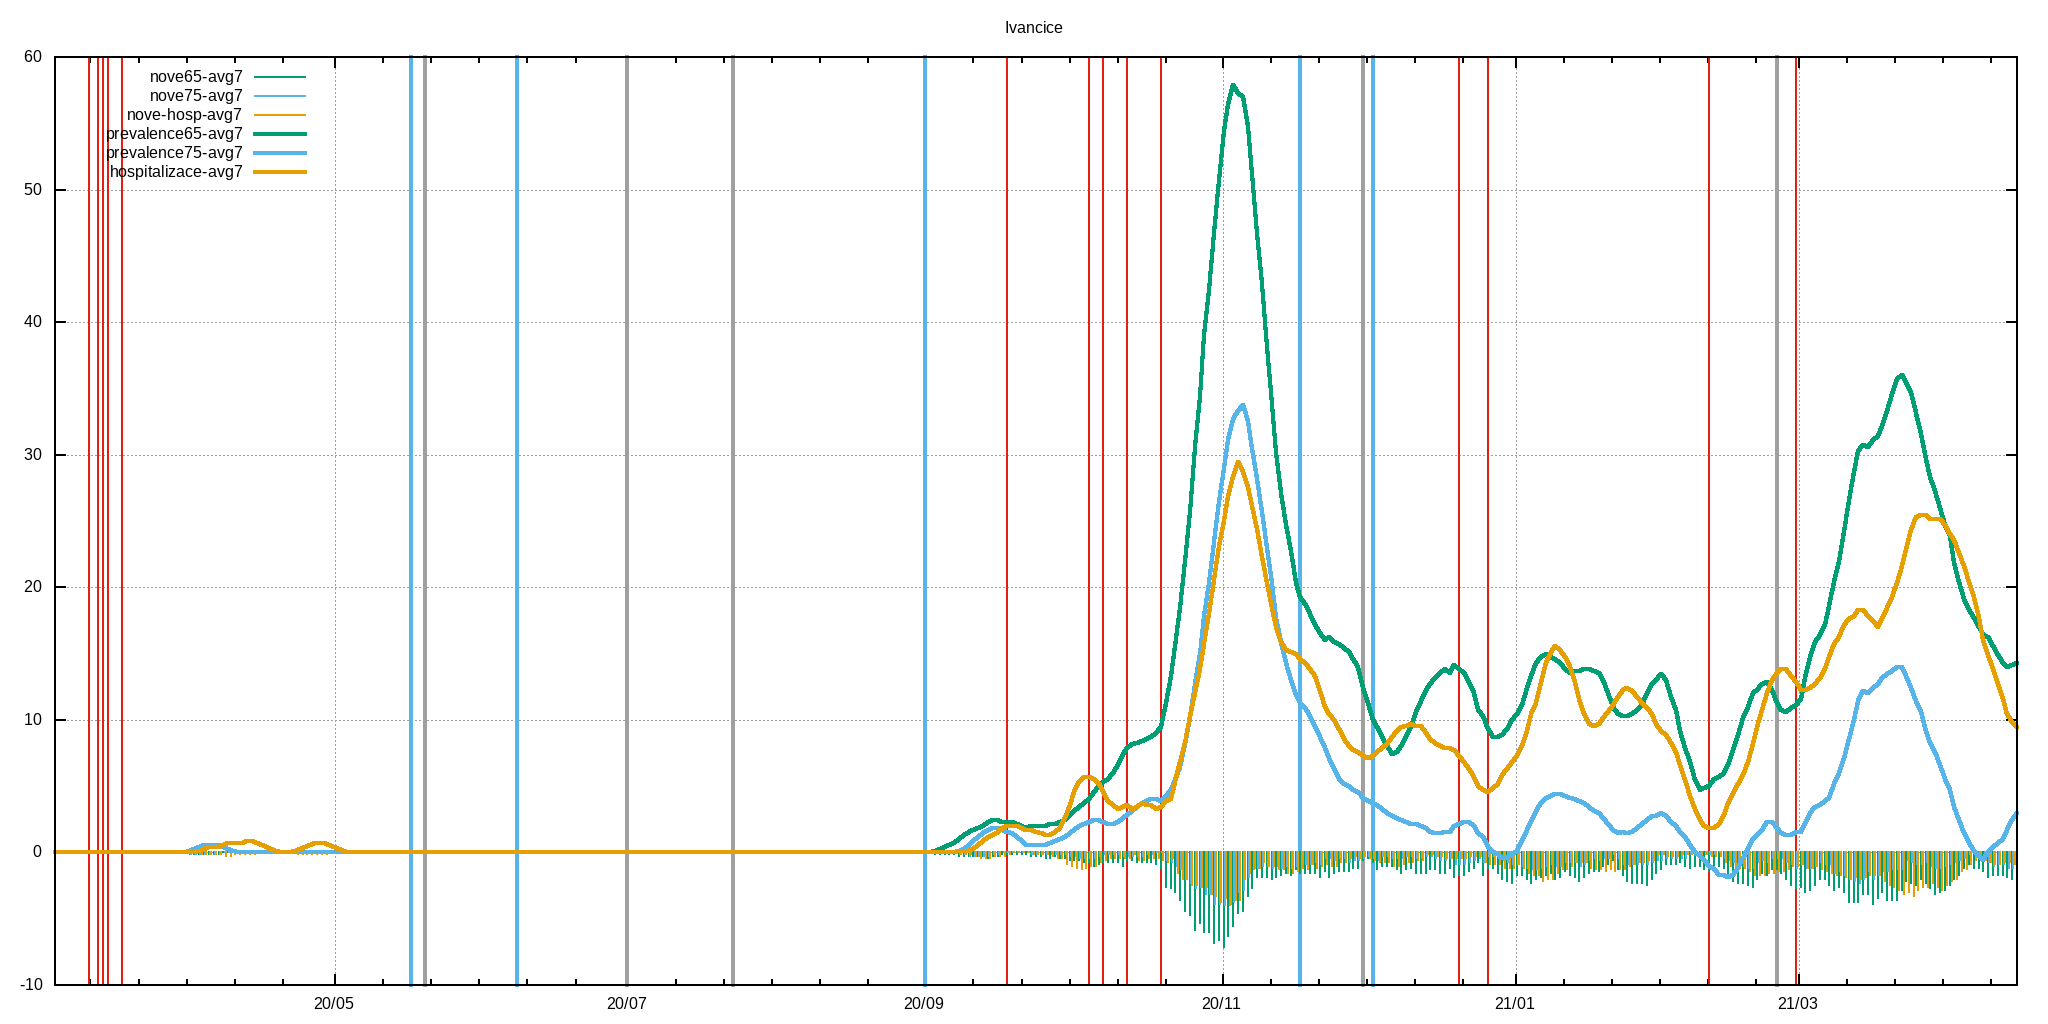 Ivancice
60
nove65-avg7
nove75-avg7
nove-hosp-avg7
prevalence65-avg7
prevalence75-avg7
hospitalizace-avg7
50
40
30
20
10
0
-10
20/05 20/07 20/09 20/11 21/01 21/03